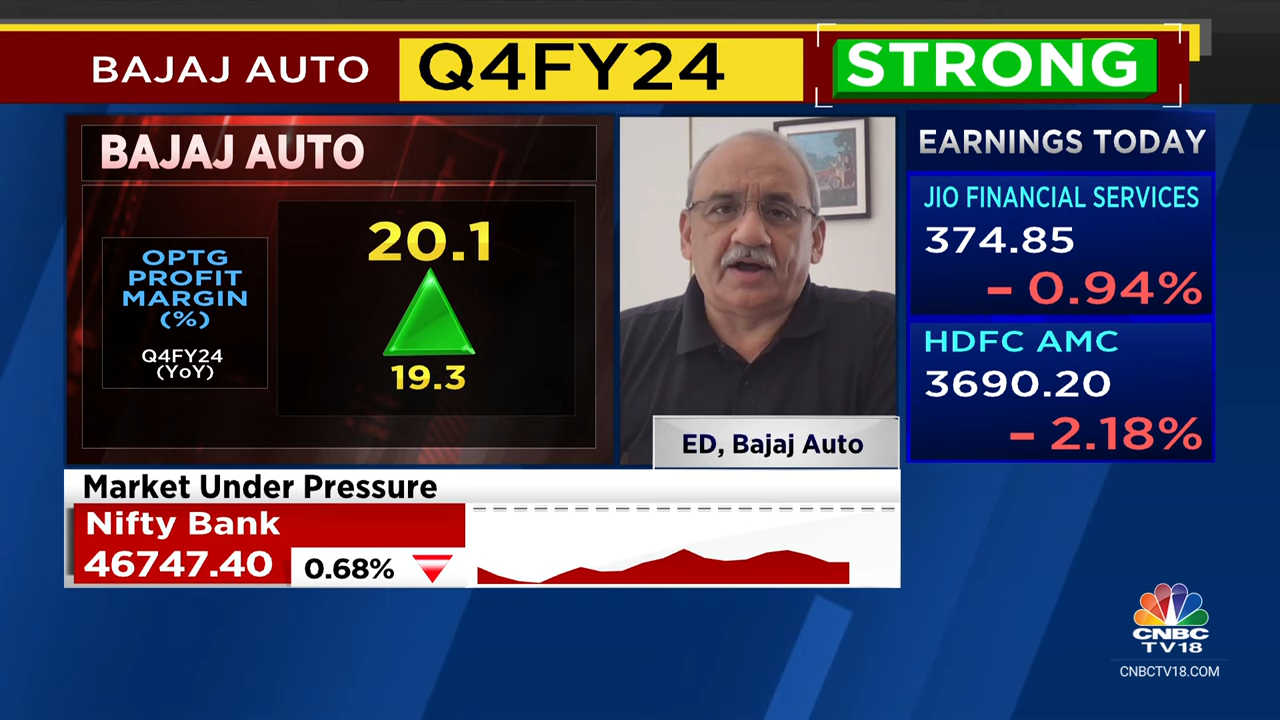 BAJAJ AUTO Q4FY24 STRONG
BAJAJ AUTO
OPTG
PROFIT
MARGIN
(%)
Q4FY24
(YoY)
20.1
19.3
ED, Bajaj Auto
EARNINGS TODAY
JIO FINANCIAL SERVICES
374.85
– 0.94%
HDFC AMC
3690.20
– 2.18%
Market Under Pressure
Nifty Bank
46747.40 0.68%
CNBC
TV18
CNBCTV18.COM